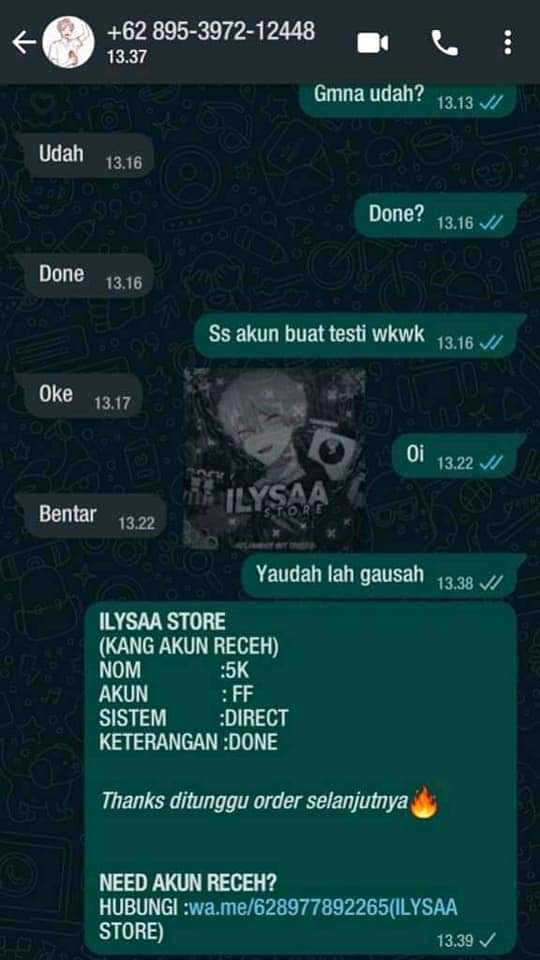 +62 895-3972-12448
13.37
Gmna udah? 13.13
Udah 13.16
Done? 13.16
Done 13.16
Ss akun buat testi wkwk 13.16
Oke 13.17
Oi 13.22
ILYSAA
STORE
Bentar 13.22
Yaudah lah gausah 13.38
ILYSAA STORE
(KANG AKUN RECEH)
NOM :5K
AKUN : FF
SISTEM :DIRECT
KETERANGAN :DONE
Thanks ditunggu order selanjutnya🔥
NEED AKUN RECEH?
HUBUNGI :wa.me/628977892265(ILYSAA
STORE)
13.39